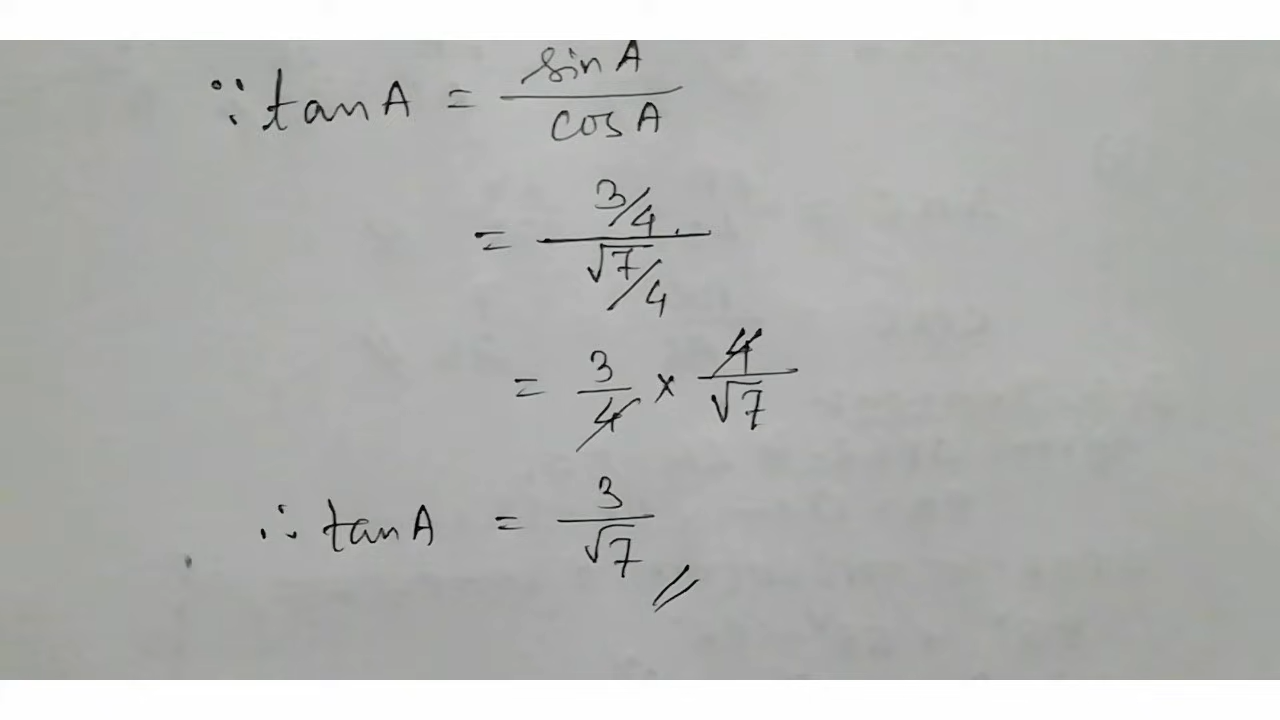 ∵ tan A = sin A / cos A
= (3/4) / (√7/4)
= 3/4 × 4/√7
∴ tan A = 3/√7 //